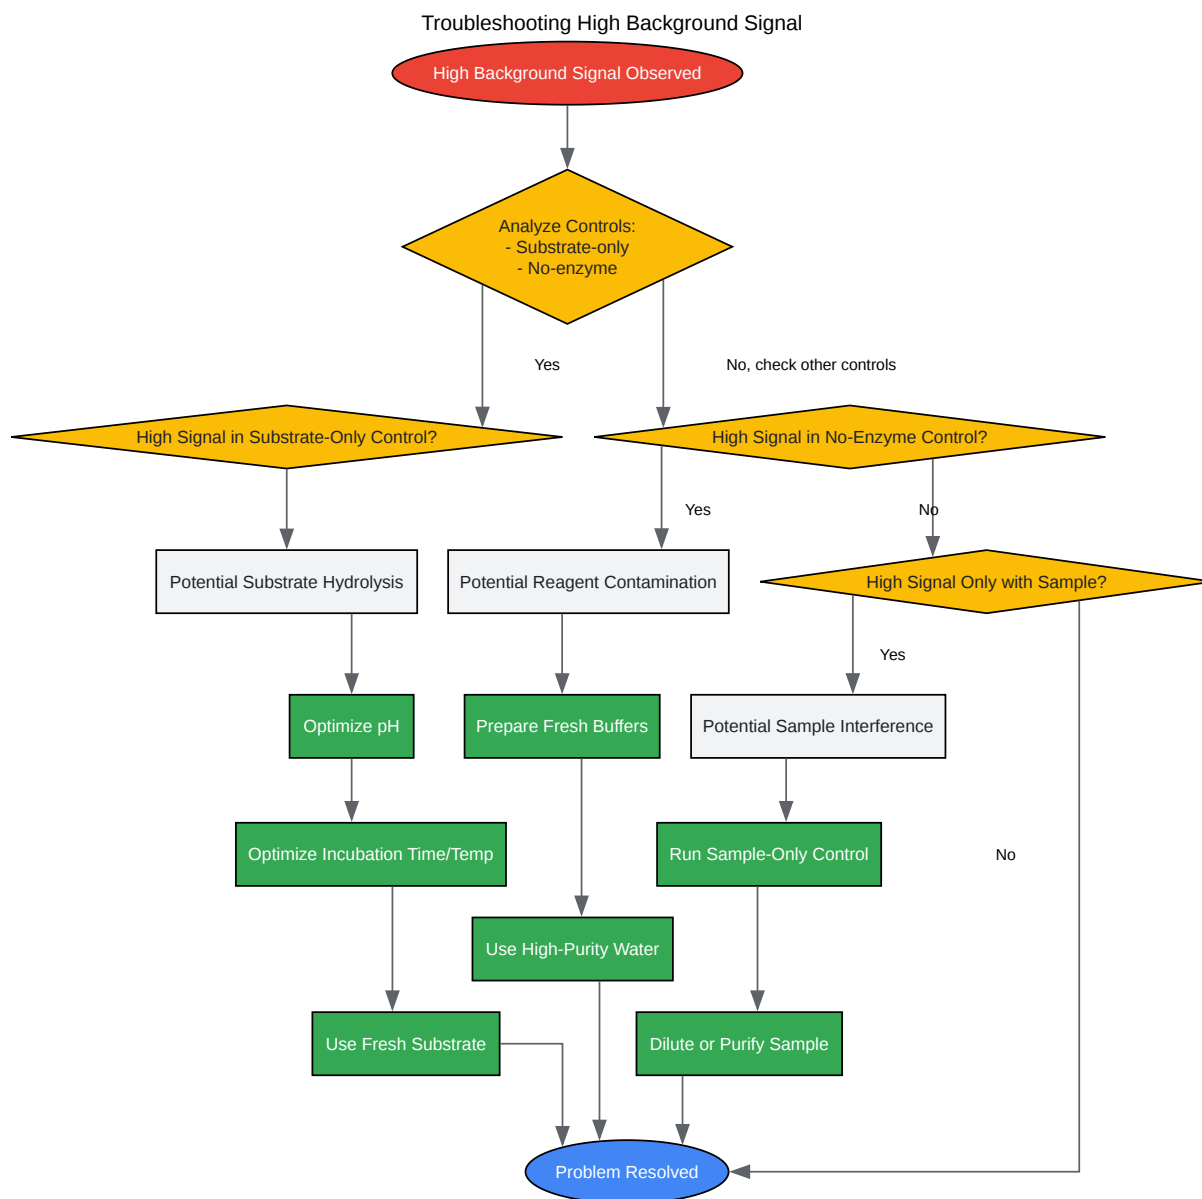 Troubleshooting High Background Signal
High Background Signal Observed
Analyze Controls:
- Substrate-only
- No-enzyme
Yes
No, check other controls
High Signal in Substrate-Only Control?
High Signal in No-Enzyme Control?
Yes
No
Potential Substrate Hydrolysis
Potential Reagent Contamination
High Signal Only with Sample?
Yes
Optimize pH
Prepare Fresh Buffers
Potential Sample Interference
Optimize Incubation Time/Temp
Run Sample-Only Control
No
Use High-Purity Water
Use Fresh Substrate
Dilute or Purify Sample
Problem Resolved